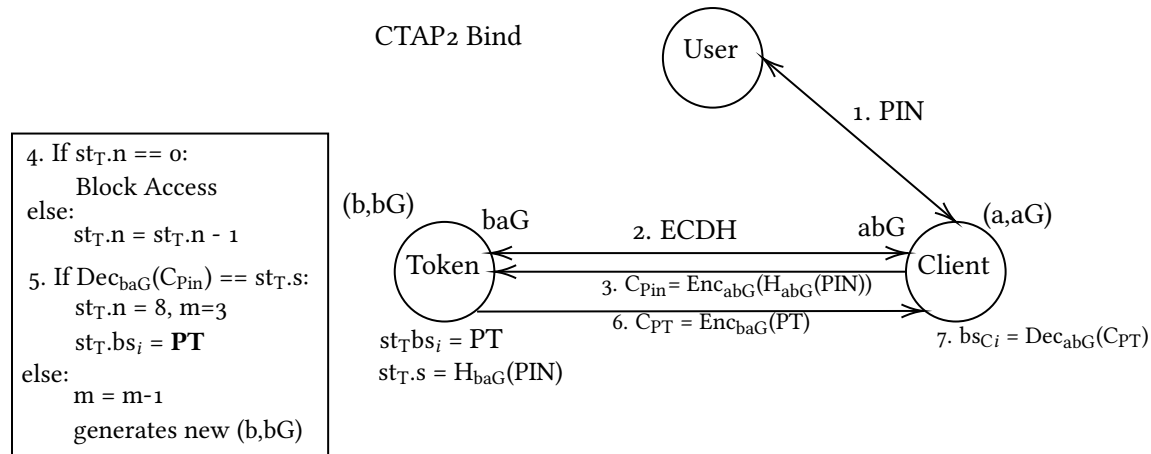 CTAP2 Bind
User
1. PIN
4. If st_T.n == 0:
Block Access
else:
st_T.n = st_T.n - 1
5. If Dec_baG(C_Pin) == st_T.s:
st_T.n = 8, m=3
st_T.bs_i = PT
else:
m = m-1
generates new (b,bG)
(b,bG)
baG
Token
st_Tbs_i = PT
st_T.s = H_baG(PIN)
2. ECDH
3. C_Pin= Enc_abG(H_abG(PIN))
6. C_PT = Enc_baG(PT)
abG
(a,aG)
Client
7. bs_Ci = Dec_abG(C_PT)